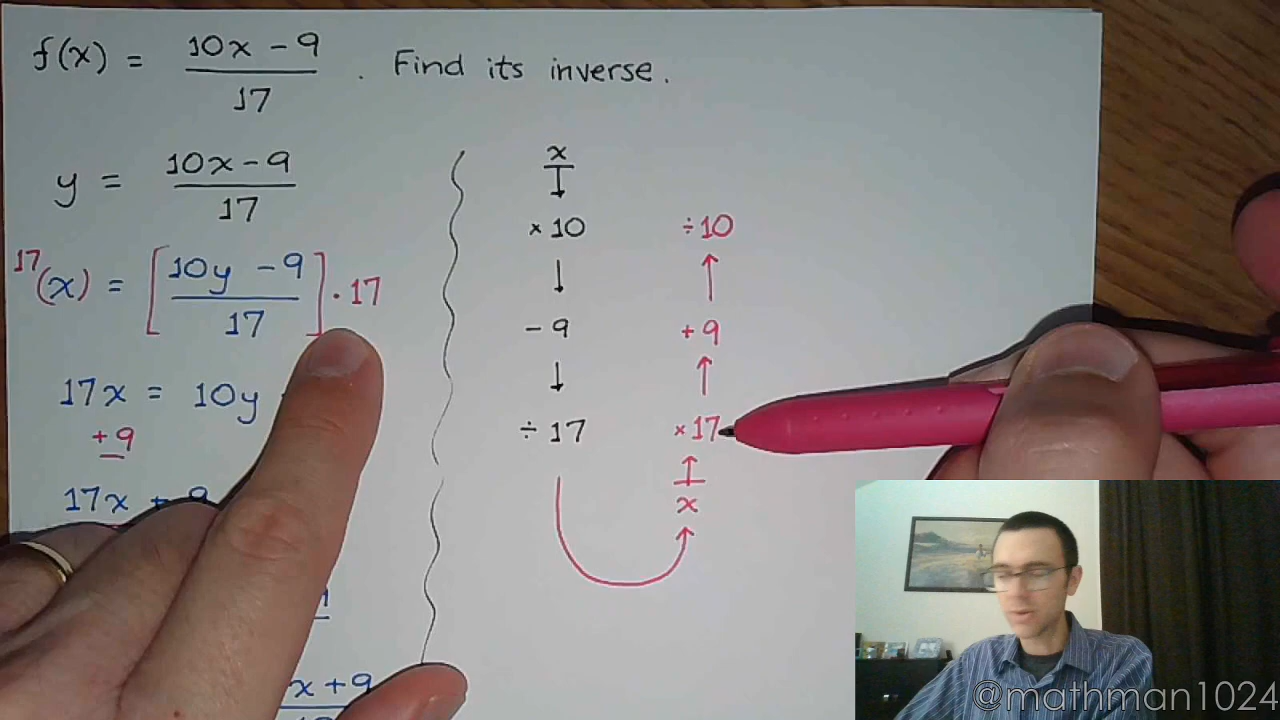 f(x) = 10x - 9 / 17 . Find its inverse.
y = 10x - 9 / 17
17(x) = [10y - 9 / 17] · 17
17x = 10y
+9
17x + 9
x + 9
x
× 10
- 9
÷ 17
÷ 10
+ 9
× 17
x
@mathman1024